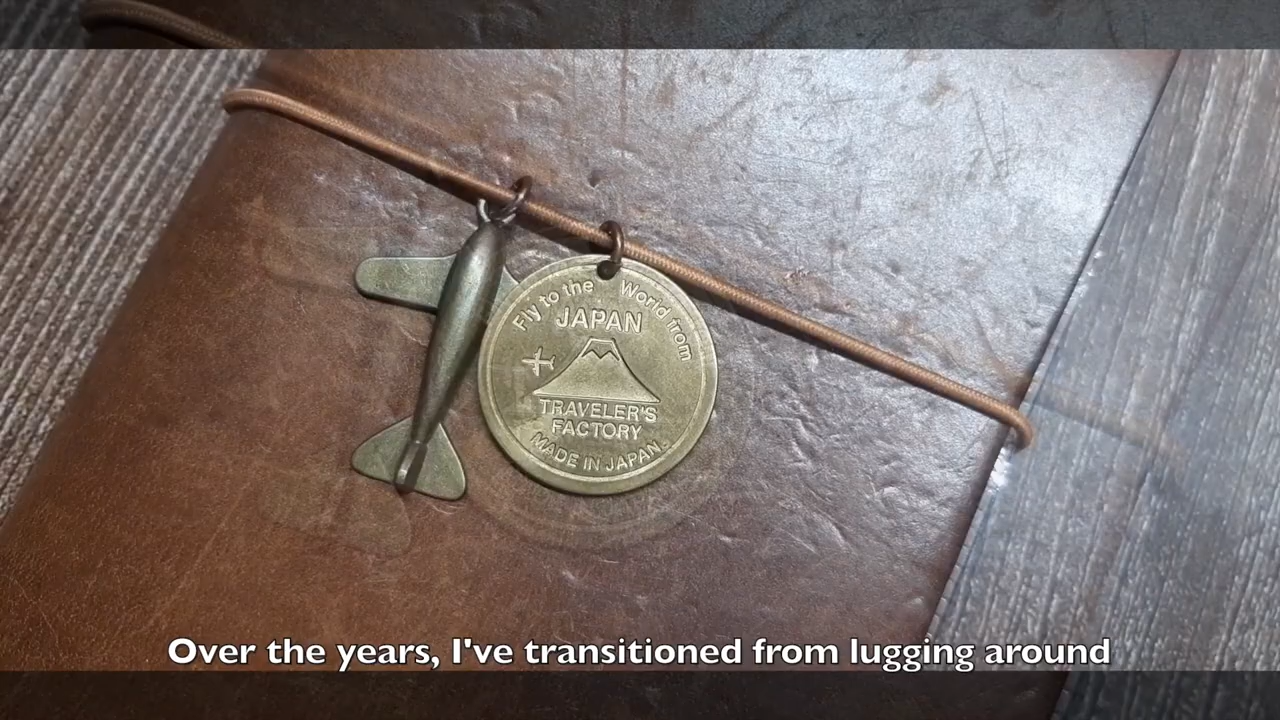 Fly to the World from
JAPAN
TRAVELER'S
FACTORY
MADE IN JAPAN.
Over the years, I've transitioned from lugging around